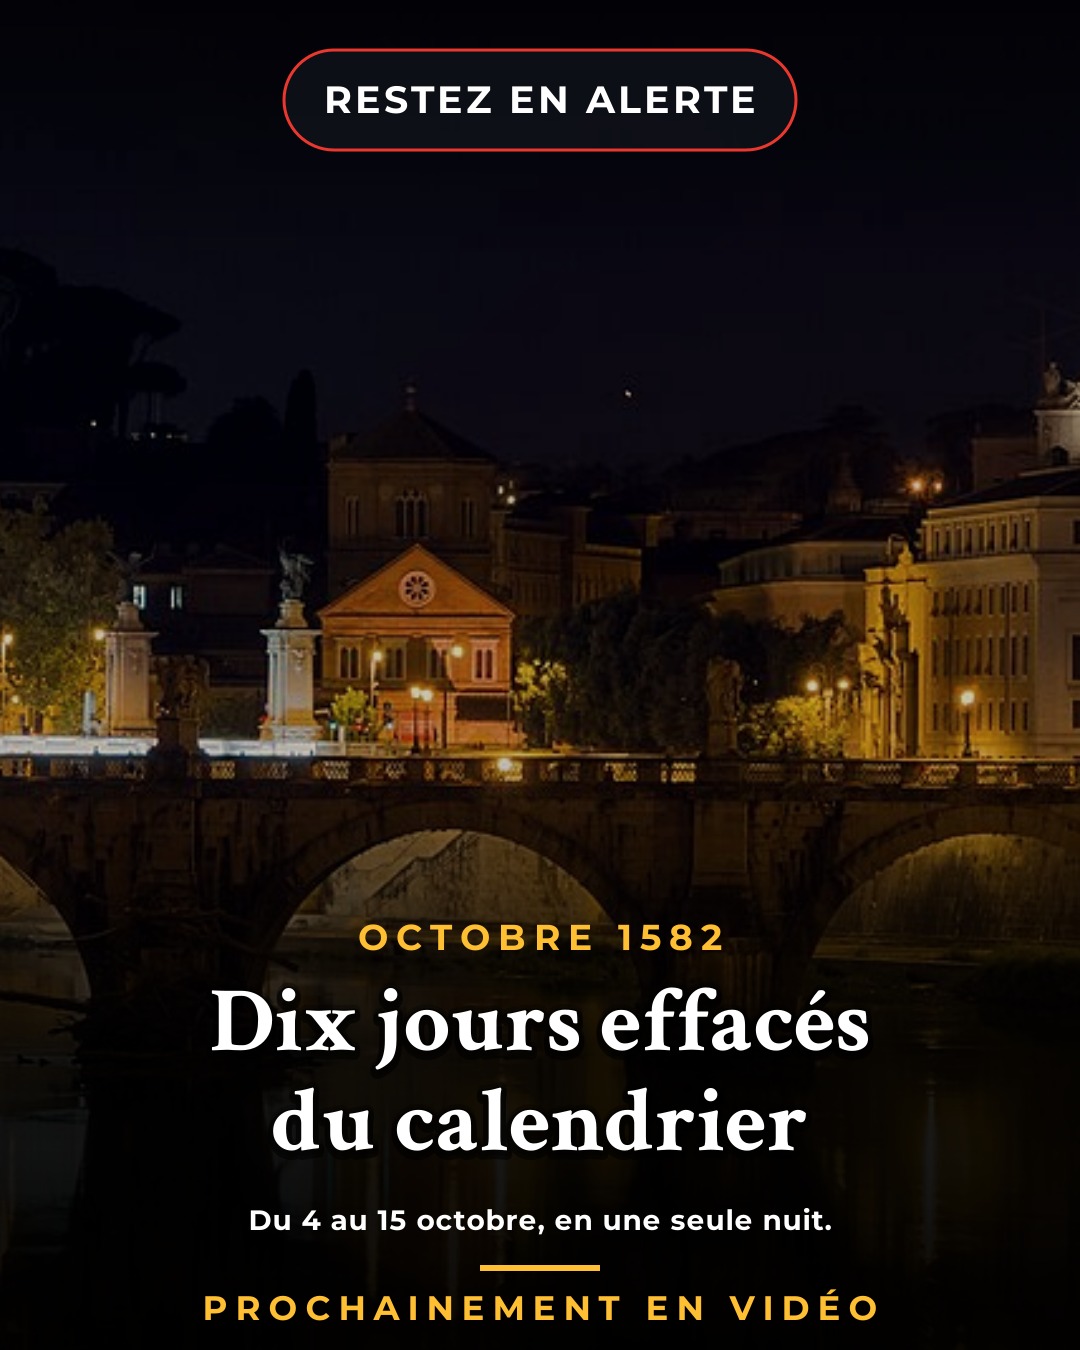 RESTEZ EN ALERTE
OCTOBRE 1582
Dix jours effacés
du calendrier
Du 4 au 15 octobre, en une seule nuit.
PROCHAINEMENT EN VIDÉO